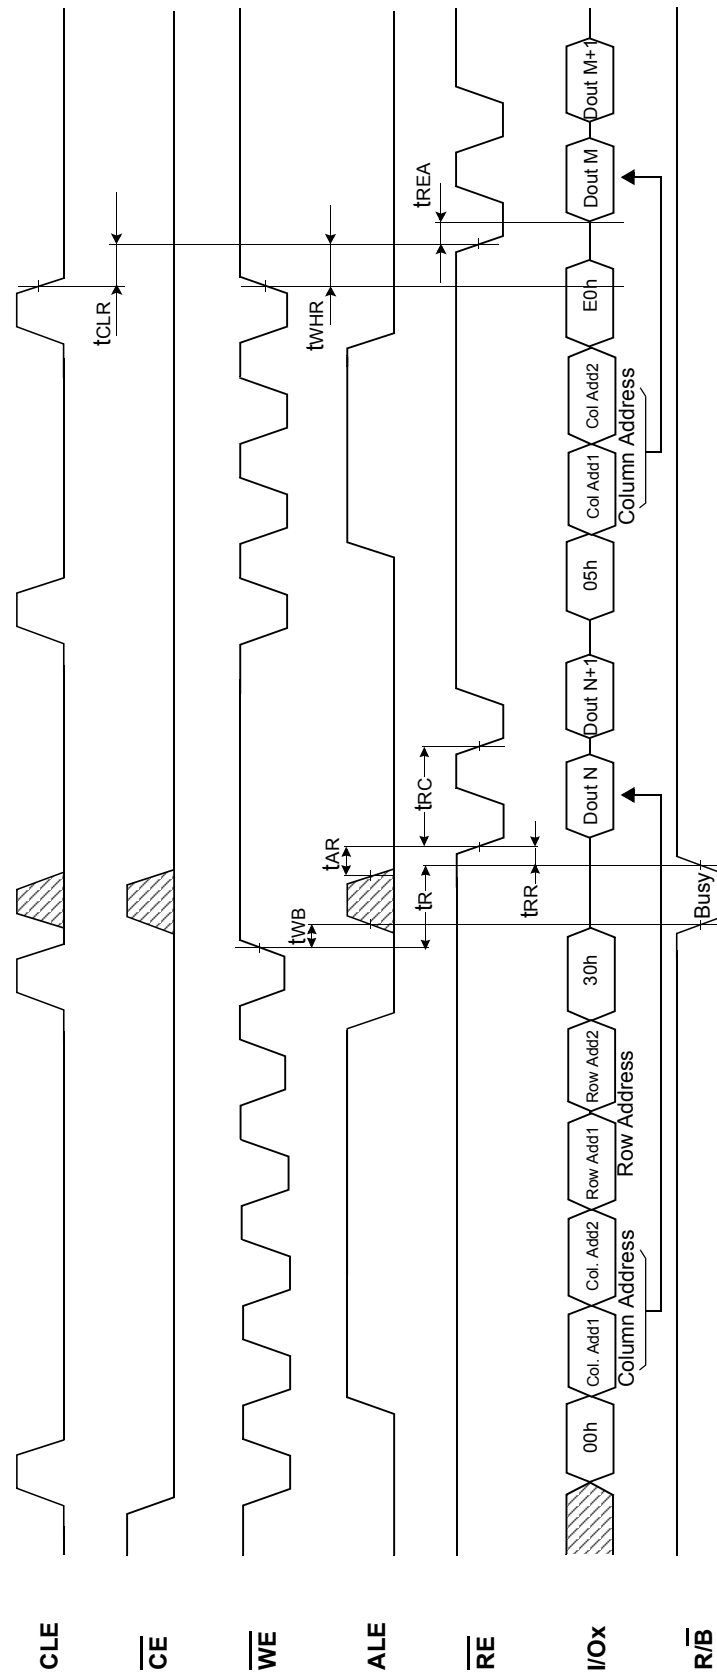 CLE
CE
WE
tCLR
tWHR
tWB
ALE
tAR
tREA
RE
tR
tRC
tRR
I/Ox
00h
Col. Add1
Col. Add2
Row Add1
Row Add2
30h
Dout N
Dout N+1
05h
Col Add1
Col Add2
E0h
Dout M
Dout M+1
Column Address
Row Address
Column Address
R/B
Busy